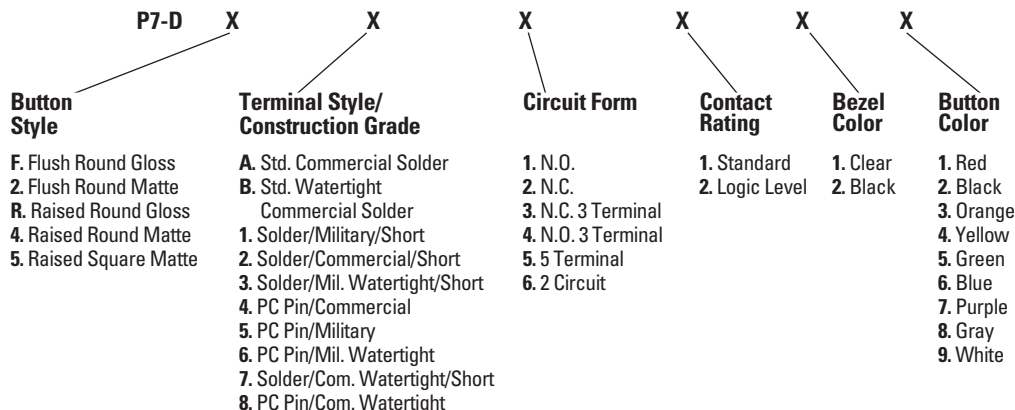 P7-D X X X X X X
Button
Style
F. Flush Round Gloss
2. Flush Round Matte
R. Raised Round Gloss
4. Raised Round Matte
5. Raised Square Matte
Terminal Style/
Construction Grade
A. Std. Commercial Solder
B. Std. Watertight
Commercial Solder
1. Solder/Military/Short
2. Solder/Commercial/Short
3. Solder/Mil. Watertight/Short
4. PC Pin/Commercial
5. PC Pin/Military
6. PC Pin/Mil. Watertight
7. Solder/Com. Watertight/Short
8. PC Pin/Com. Watertight
Circuit Form
1. N.O.
2. N.C.
3. N.C. 3 Terminal
4. N.O. 3 Terminal
5. 5 Terminal
6. 2 Circuit
Contact
Rating
1. Standard
2. Logic Level
Bezel
Color
1. Clear
2. Black
Button
Color
1. Red
2. Black
3. Orange
4. Yellow
5. Green
6. Blue
7. Purple
8. Gray
9. White